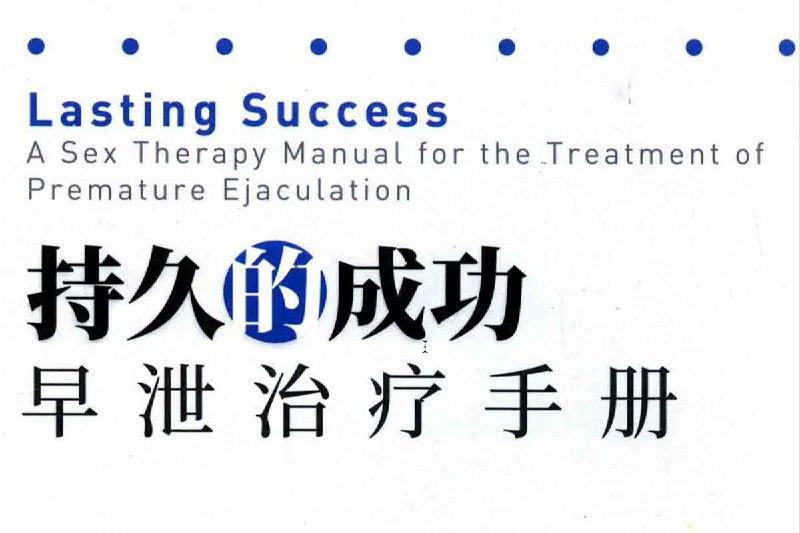 Lasting Success
A Sex Therapy Manual for the Treatment of
Premature Ejaculation
持久的成功
早泄治疗手册